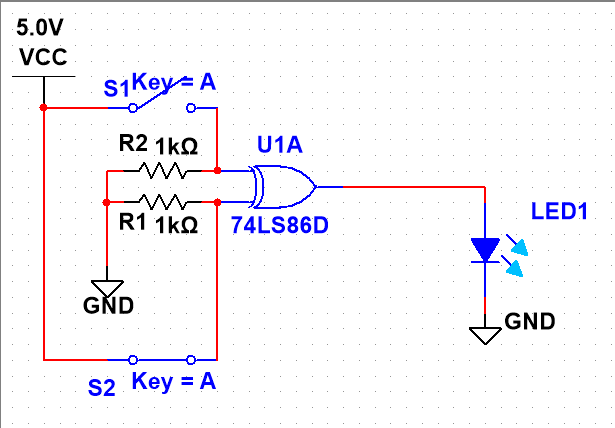 5.0V
VCC
S1
Key = A
R2
1kΩ
U1A
R1
1kΩ
74LS86D
LED1
GND
GND
S2
Key = A